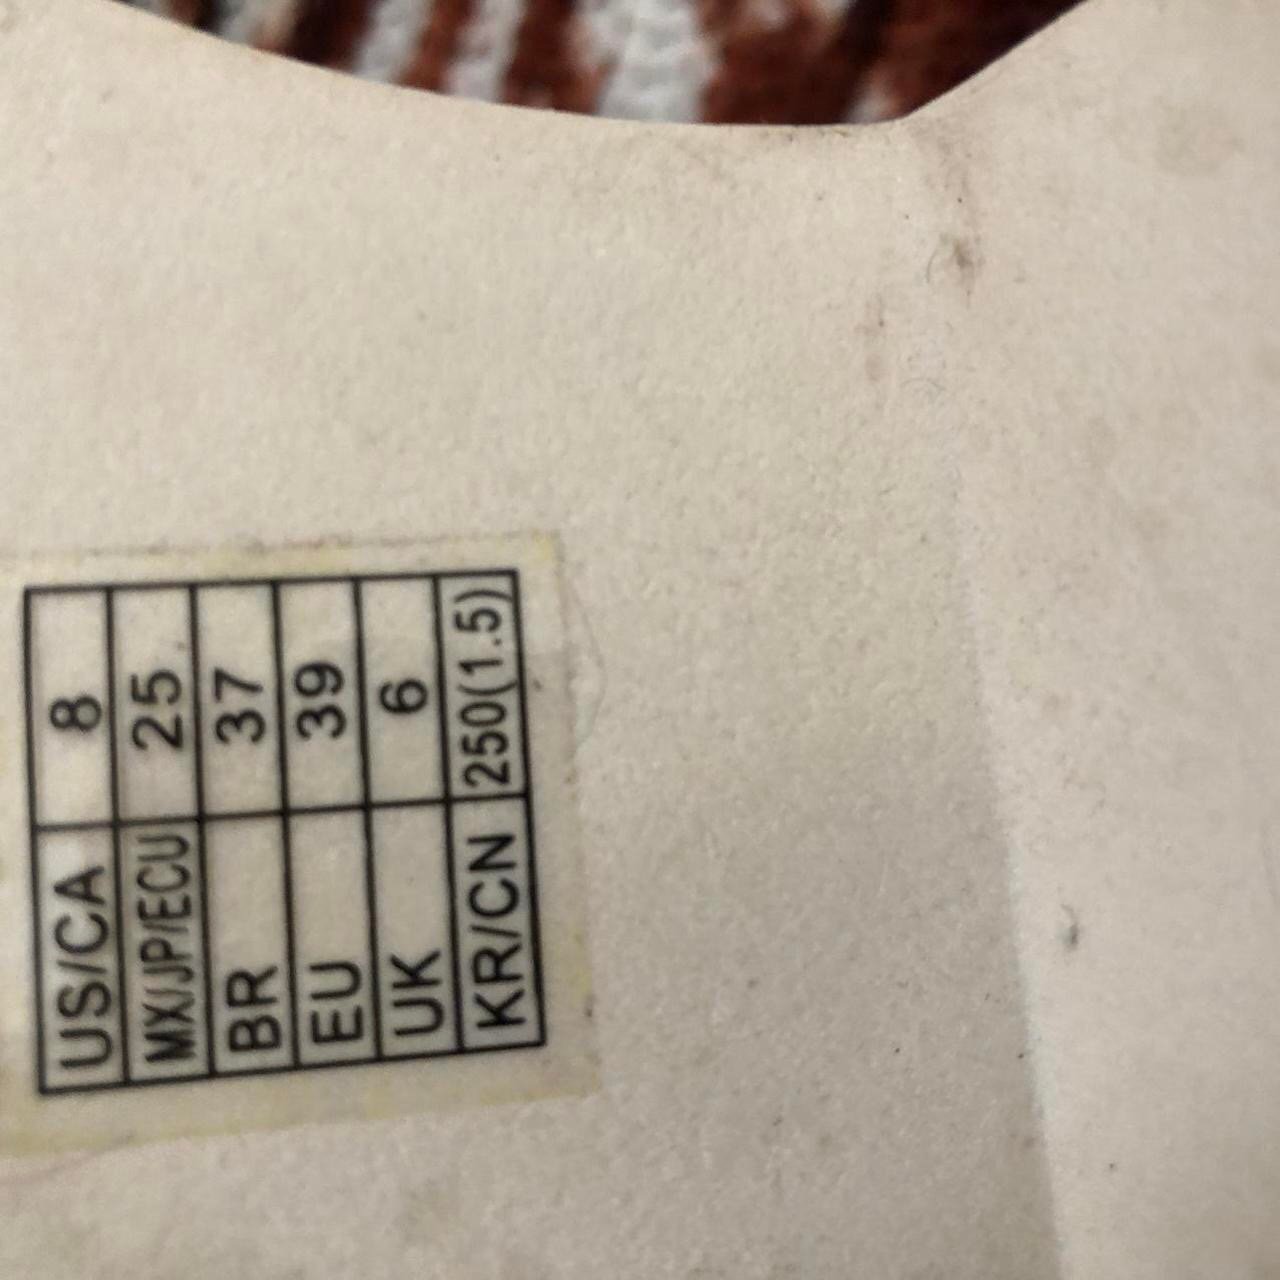 US/CA 8
MX/JP/ECU 25
BR 37
EU 39
UK 6
KR/CN 250(1.5)